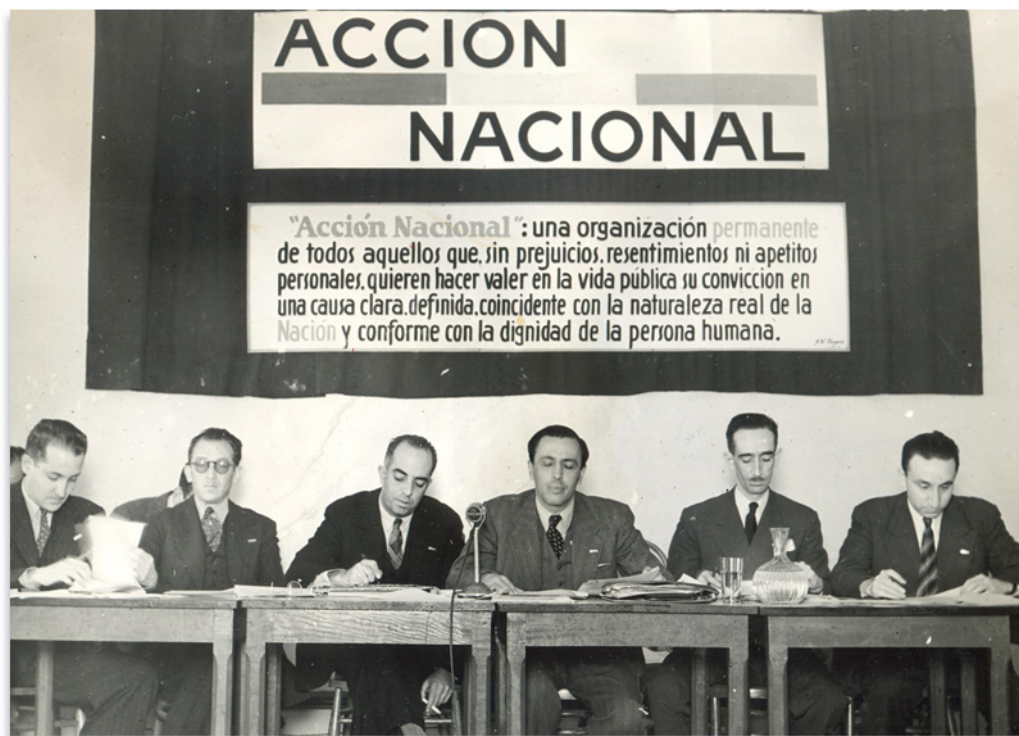 ACCION
NACIONAL
"Acción Nacional": una organización permanente
de todos aquellos que, sin prejuicios, resentimientos ni apetitos
personales, quieren hacer valer en la vida pública su conviccion en
una causa clara, definida, coincidente con la naturaleza real de la
Nación y conforme con la dignidad de la persona humana.